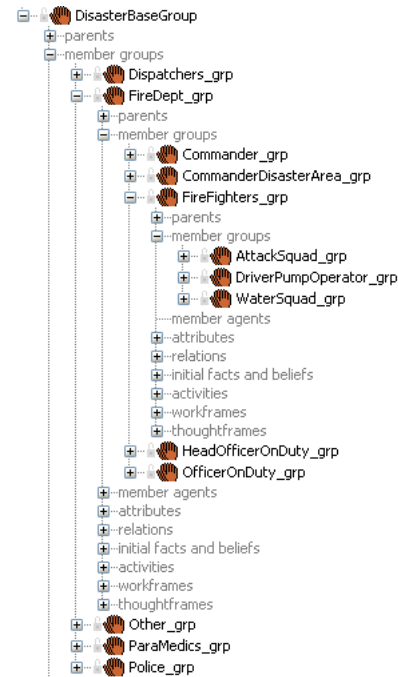 DisasterBaseGroup
parents
member groups
Dispatchers_grp
FireDept_grp
parents
member groups
Commander_grp
CommanderDisasterArea_grp
FireFighters_grp
parents
member groups
AttackSquad_grp
DriverPumpOperator_grp
WaterSquad_grp
member agents
attributes
relations
initial facts and beliefs
activities
workframes
thoughtframes
HeadOfficerOnDuty_grp
OfficerOnDuty_grp
member agents
attributes
relations
initial facts and beliefs
activities
workframes
thoughtframes
Other_grp
ParaMedics_grp
Police_grp